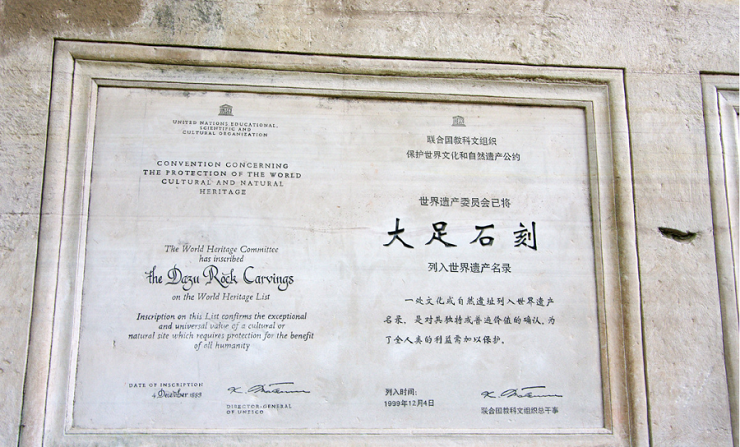 UNITED NATIONS EDUCATIONAL,
SCIENTIFIC AND
CULTURAL ORGANIZATION
CONVENTION CONCERNING
THE PROTECTION OF THE WORLD
CULTURAL AND NATURAL
HERITAGE
The World Heritage Committee
has inscribed
the Dazu Rock Carvings
on the World Heritage List
Inscription on this List confirms the exceptional
and universal value of a cultural or
natural site which requires protection for the benefit
of all humanity
DATE OF INSCRIPTION
4 December 1999
DIRECTOR-GENERAL
OF UNESCO
联合国教科文组织
保护世界文化和自然遗产公约
世界遗产委员会已将
大足石刻
列入世界遗产名录
一处文化或自然遗址列入世界遗产
名录，是对其独特或普遍价值的确认，为
了全人类的利益需加以保护。
列入时间：
1999年12月4日
联合国教科文组织总干事